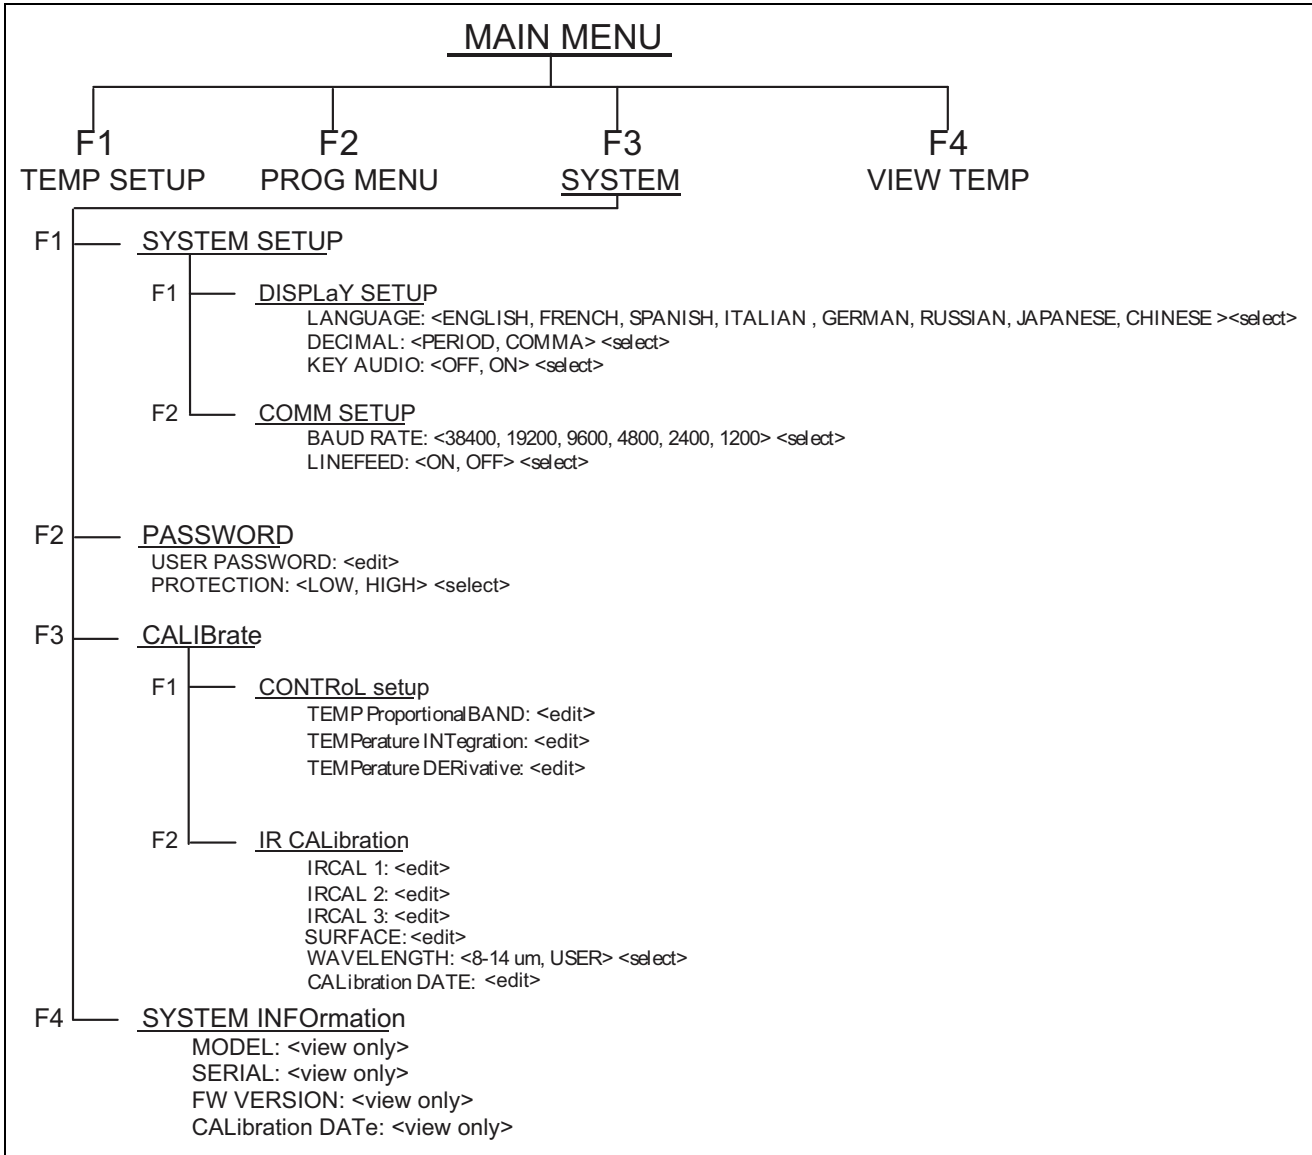 MAIN MENU
F1 F2 F3 F4
TEMP SETUP PROG MENU SYSTEM VIEW TEMP
F1 SYSTEM SETUP
F1 DISPLaY SETUP
LANGUAGE: <ENGLISH, FRENCH, SPANISH, ITALIAN , GERMAN, RUSSIAN, JAPANESE, CHINESE ><select>
DECIMAL: <PERIOD, COMMA> <select>
KEY AUDIO: <OFF, ON> <select>
F2 COMM SETUP
BAUD RATE: <38400, 19200, 9600, 4800, 2400, 1200> <select>
LINEFEED: <ON, OFF> <select>
F2 PASSWORD
USER PASSWORD: <edit>
PROTECTION: <LOW, HIGH> <select>
F3 CALIBrate
F1 CONTRoL setup
TEMP ProportionalBAND: <edit>
TEMPerature INTegration: <edit>
TEMPerature DERivative: <edit>
F2 IR CALibration
IRCAL 1: <edit>
IRCAL 2: <edit>
IRCAL 3: <edit>
SURFACE: <edit>
WAVELENGTH: <8-14 um, USER> <select>
CALibration DATE: <edit>
F4 SYSTEM INFOrmation
MODEL: <view only>
SERIAL: <view only>
FW VERSION: <view only>
CALibration DATe: <view only>